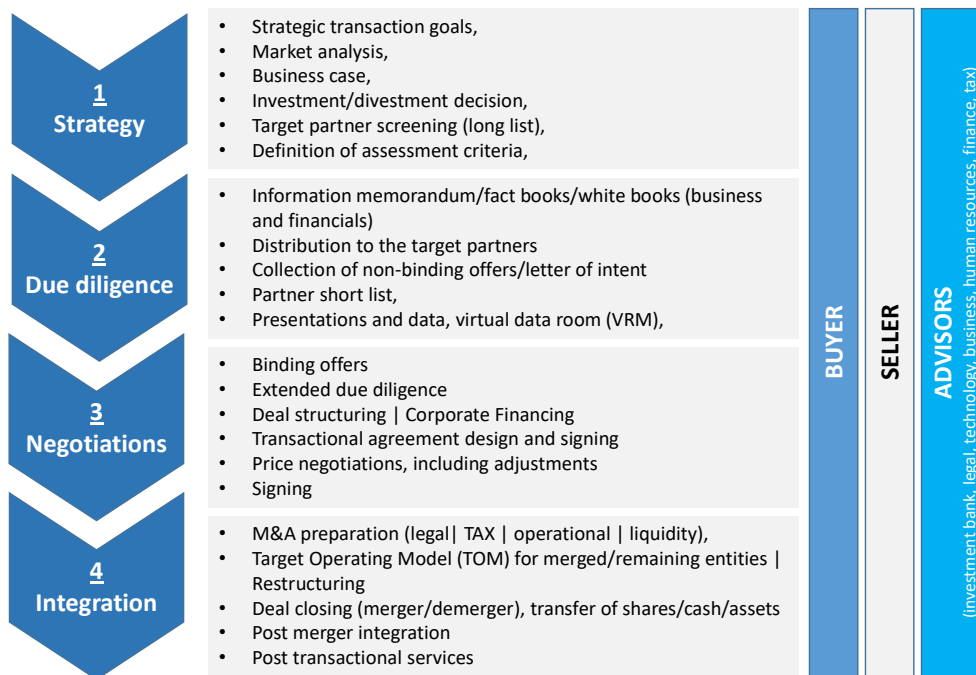 1
Strategy
• Strategic transaction goals,
• Market analysis,
• Business case,
• Investment/divestment decision,
• Target partner screening (long list),
• Definition of assessment criteria,
2
Due diligence
• Information memorandum/fact books/white books (business
and financials)
• Distribution to the target partners
• Collection of non-binding offers/letter of intent
• Partner short list,
• Presentations and data, virtual data room (VRM),
3
Negotiations
• Binding offers
• Extended due diligence
• Deal structuring | Corporate Financing
• Transactional agreement design and signing
• Price negotiations, including adjustments
• Signing
4
Integration
• M&A preparation (legal| TAX | operational | liquidity),
• Target Operating Model (TOM) for merged/remaining entities |
Restructuring
• Deal closing (merger/demerger), transfer of shares/cash/assets
• Post merger integration
• Post transactional services
BUYER
SELLER
ADVISORS
(investment bank, legal, technology, business, human resources, finance, tax)